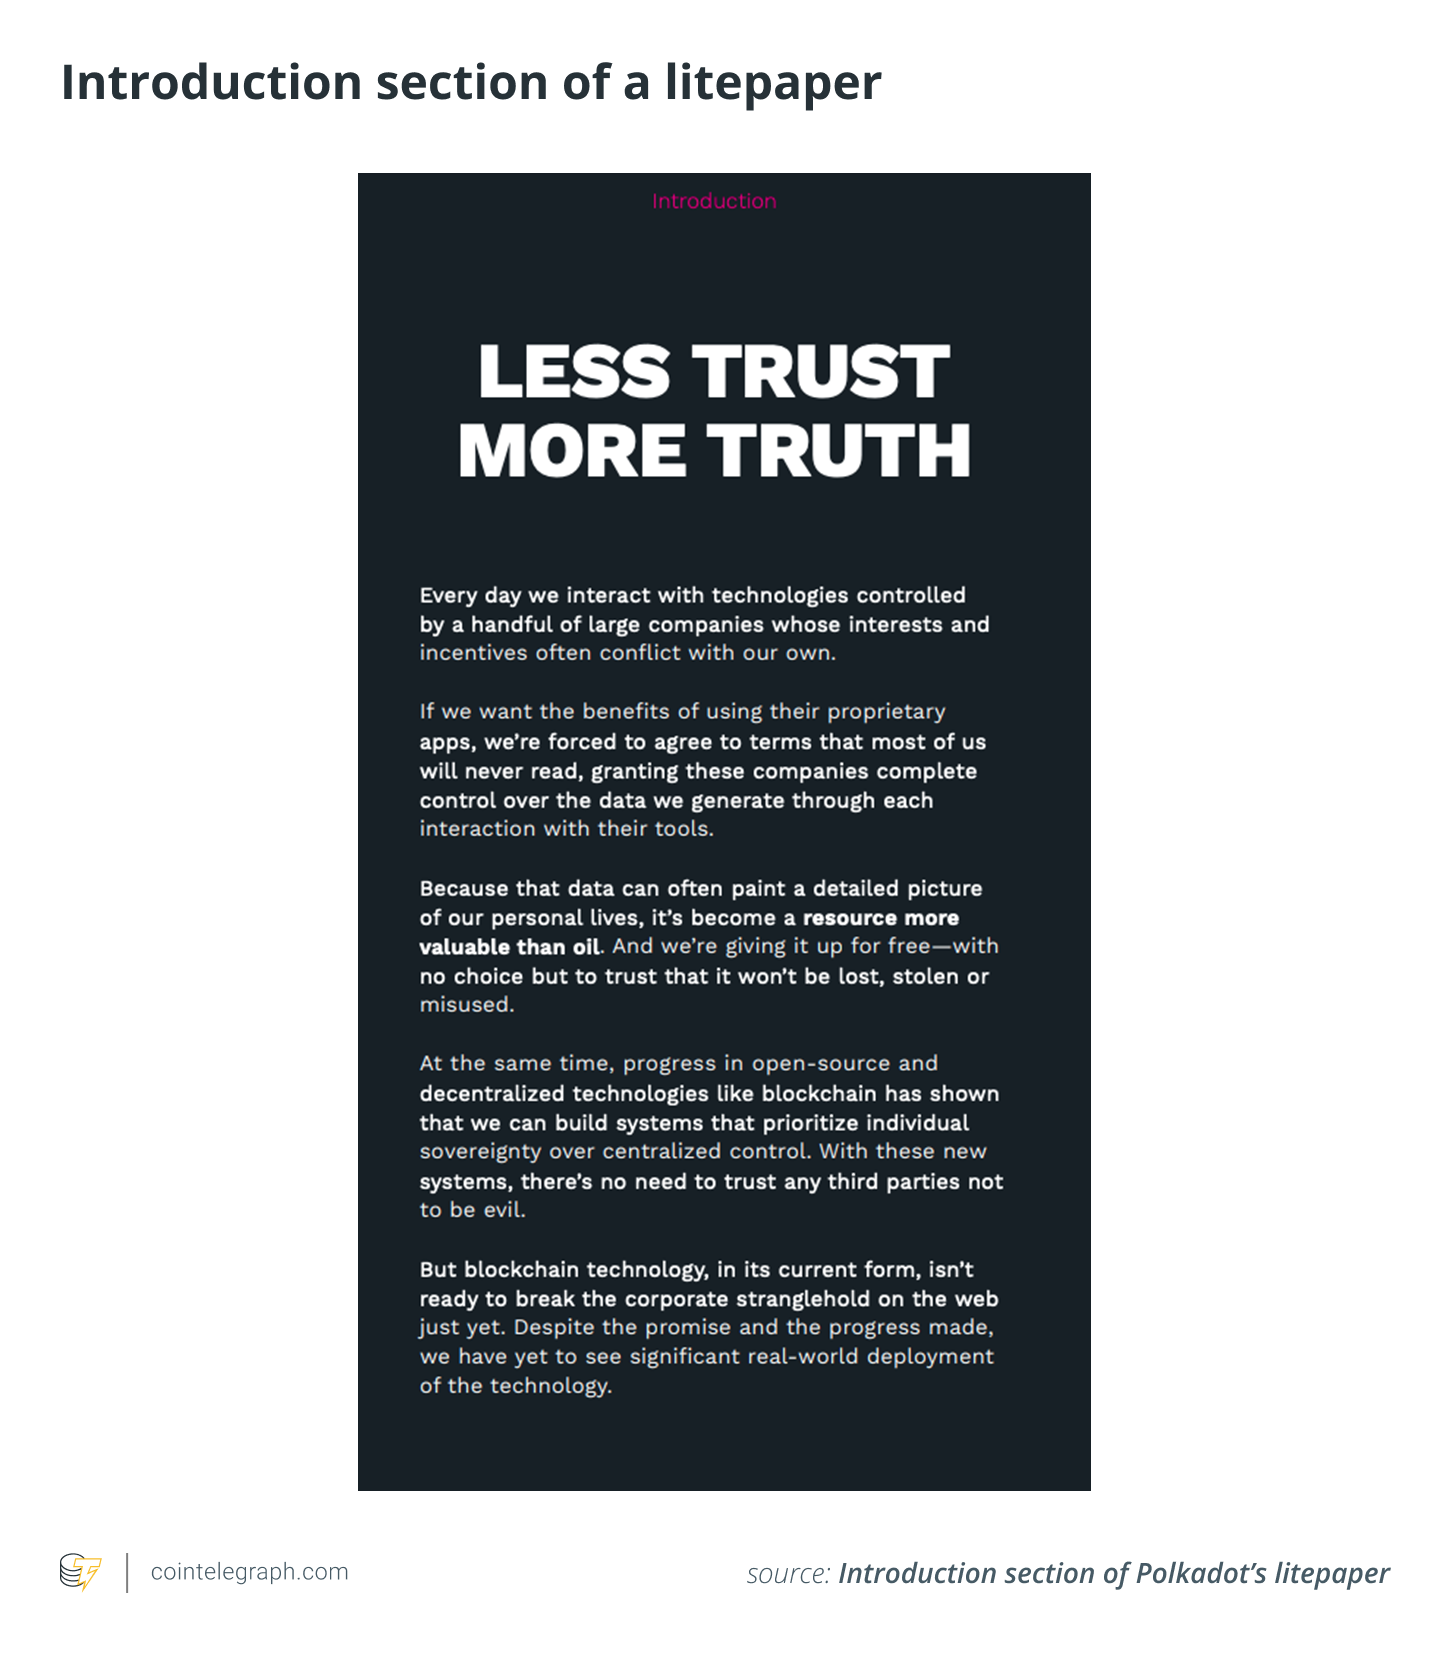 Introduction section of a litepaper
Introduction
LESS TRUST
MORE TRUTH
Every day we interact with technologies controlled
by a handful of large companies whose interests and
incentives often conflict with our own.
If we want the benefits of using their proprietary
apps, we’re forced to agree to terms that most of us
will never read, granting these companies complete
control over the data we generate through each
interaction with their tools.
Because that data can often paint a detailed picture
of our personal lives, it’s become a resource more
valuable than oil. And we’re giving it up for free—with
no choice but to trust that it won’t be lost, stolen or
misused.
At the same time, progress in open-source and
decentralized technologies like blockchain has shown
that we can build systems that prioritize individual
sovereignty over centralized control. With these new
systems, there’s no need to trust any third parties not
to be evil.
But blockchain technology, in its current form, isn’t
ready to break the corporate stranglehold on the web
just yet. Despite the promise and the progress made,
we have yet to see significant real-world deployment
of the technology.
cointelegraph.com
source: Introduction section of Polkadot’s litepaper